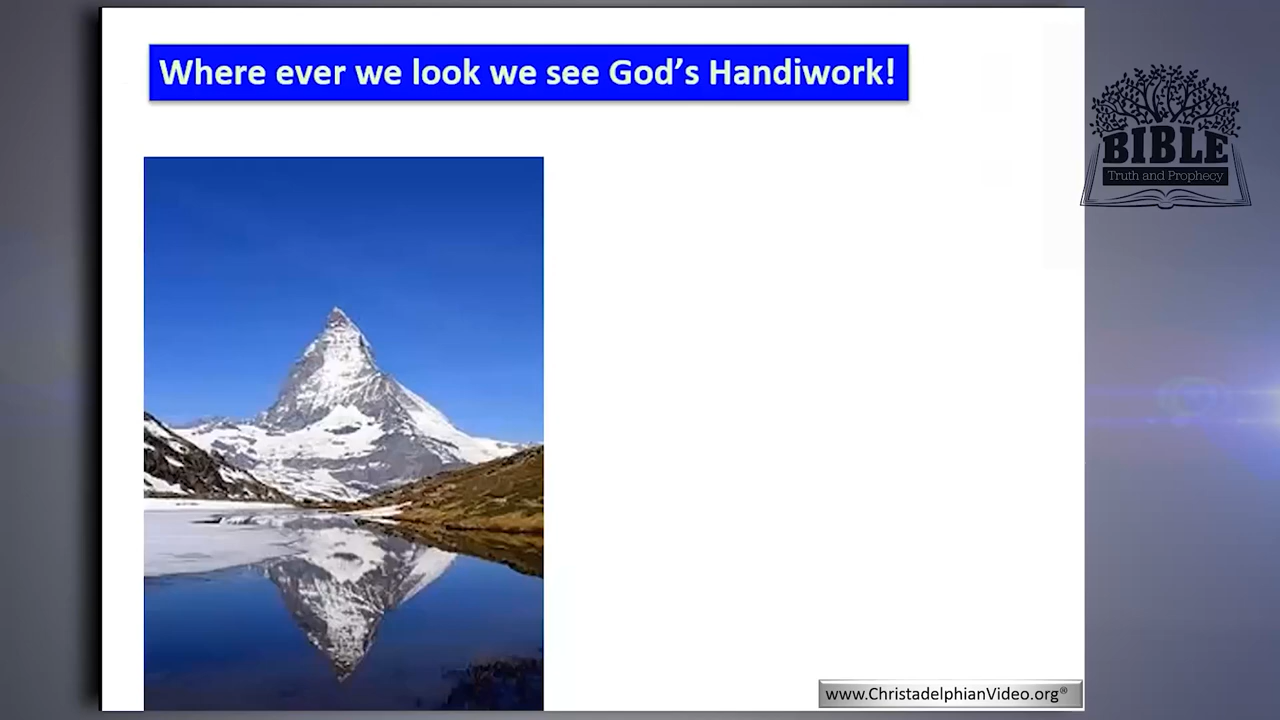 Where ever we look we see God's Handiwork!
BIBLE
Truth and Prophecy
www.ChristadelphianVideo.org®